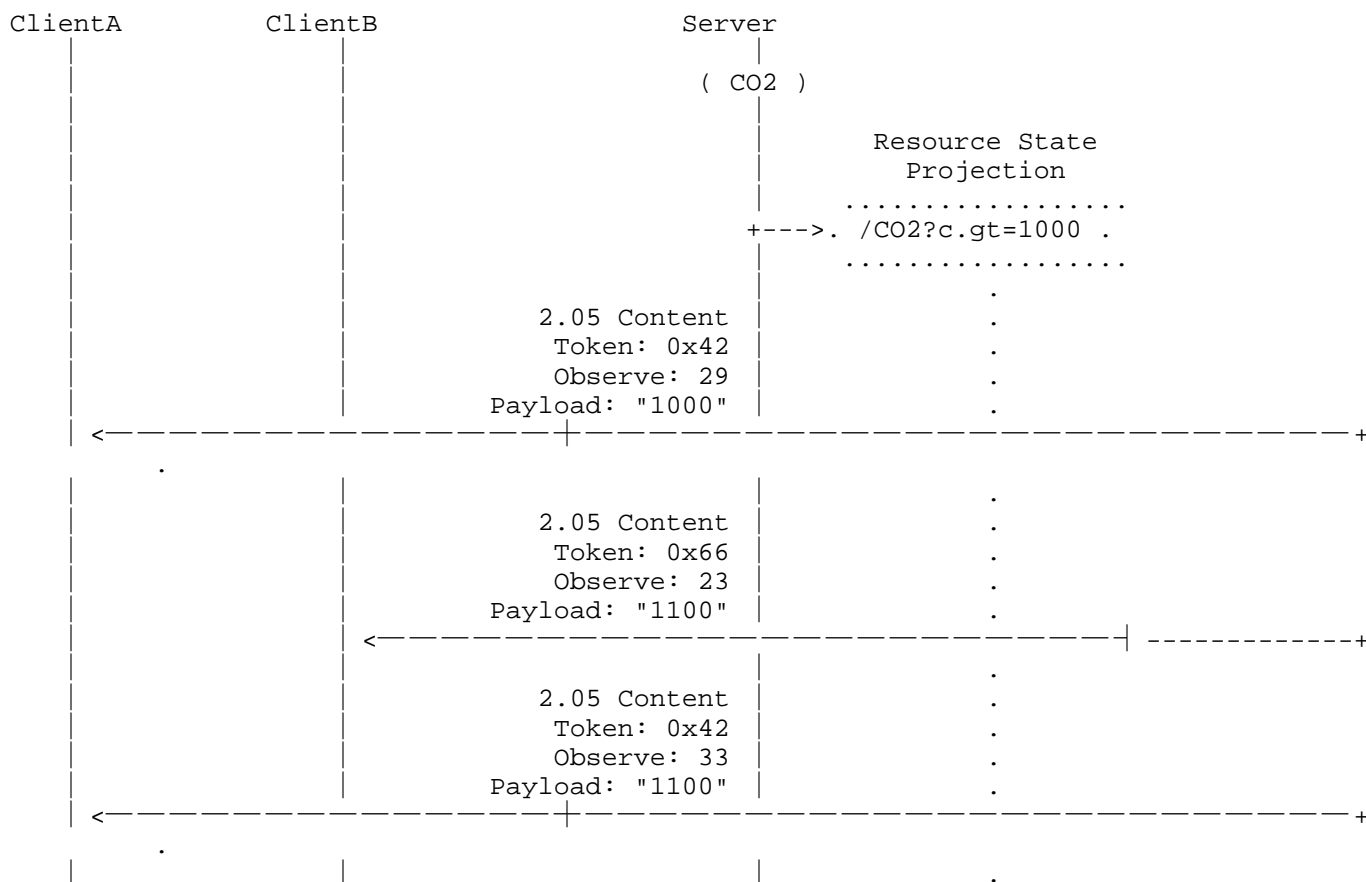 ClientA ClientB Server
( CO2 )
Resource State
Projection
/CO2?c.gt=1000
2.05 Content
Token: 0x42
Observe: 29
Payload: "1000"
2.05 Content
Token: 0x66
Observe: 23
Payload: "1100"
2.05 Content
Token: 0x42
Observe: 33
Payload: "1100"